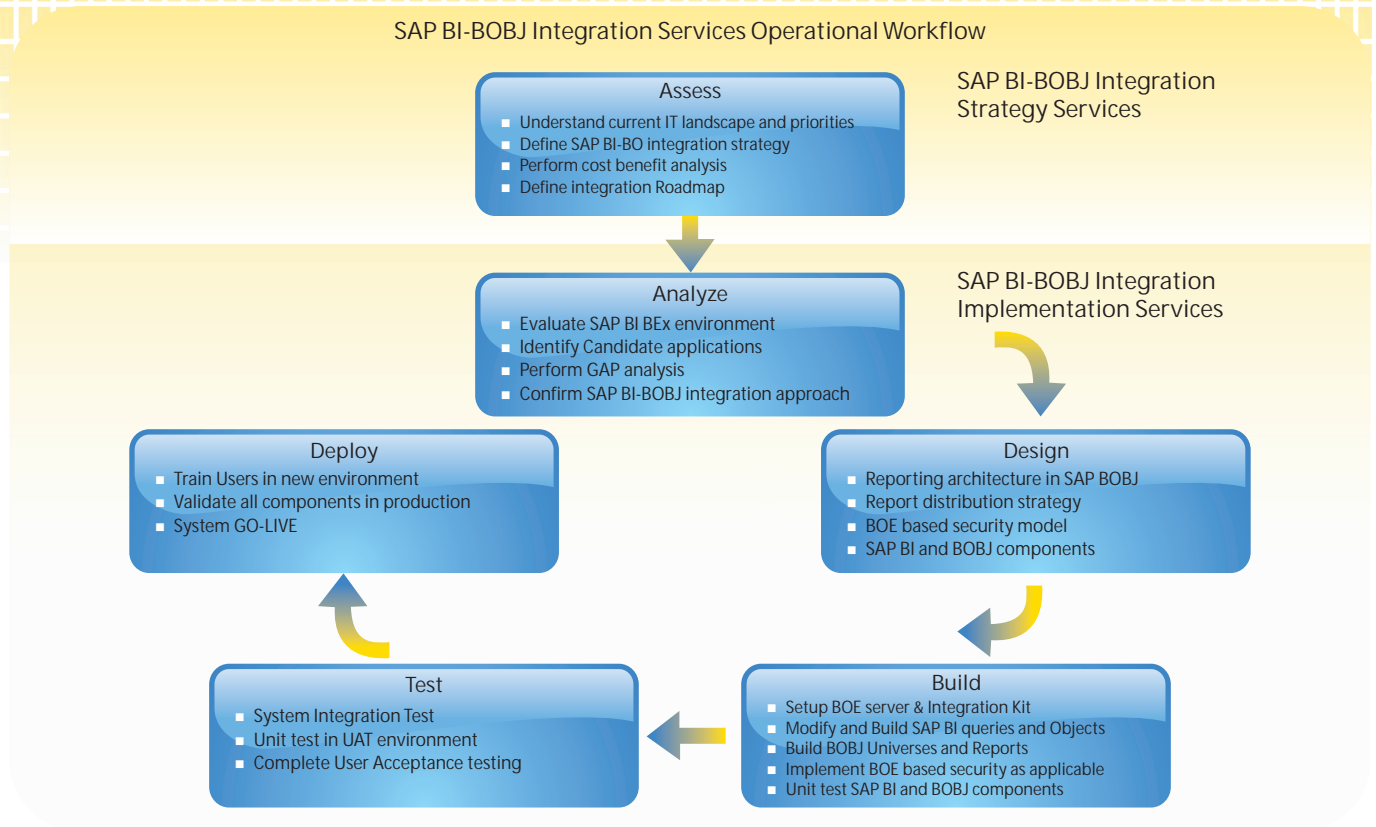 SAP BI-BOBJ Integration Services Operational Workflow
SAP BI-BOBJ Integration
Strategy Services
Assess
Understand current IT landscape and priorities
Define SAP BI-BO integration strategy
Perform cost benefit analysis
Define integration Roadmap
SAP BI-BOBJ Integration
Implementation Services
Analyze
Evaluate SAP BI BEx environment
Identify Candidate applications
Perform GAP analysis
Confirm SAP BI-BOBJ integration approach
Design
Reporting architecture in SAP BOBJ
Report distribution strategy
BOE based security model
SAP BI and BOBJ components
Build
Setup BOE server & Integration Kit
Modify and Build SAP BI queries and Objects
Build BOBJ Universes and Reports
Implement BOE based security as applicable
Unit test SAP BI and BOBJ components
Test
System Integration Test
Unit test in UAT environment
Complete User Acceptance testing
Deploy
Train Users in new environment
Validate all components in production
System GO-LIVE